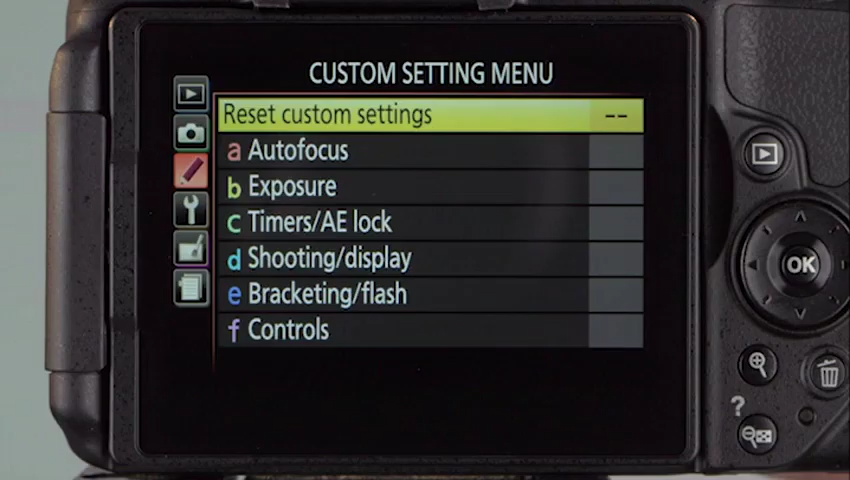 CUSTOM SETTING MENU
Reset custom settings --
a Autofocus
b Exposure
c Timers/AE lock
d Shooting/display
e Bracketing/flash
f Controls
OK
?